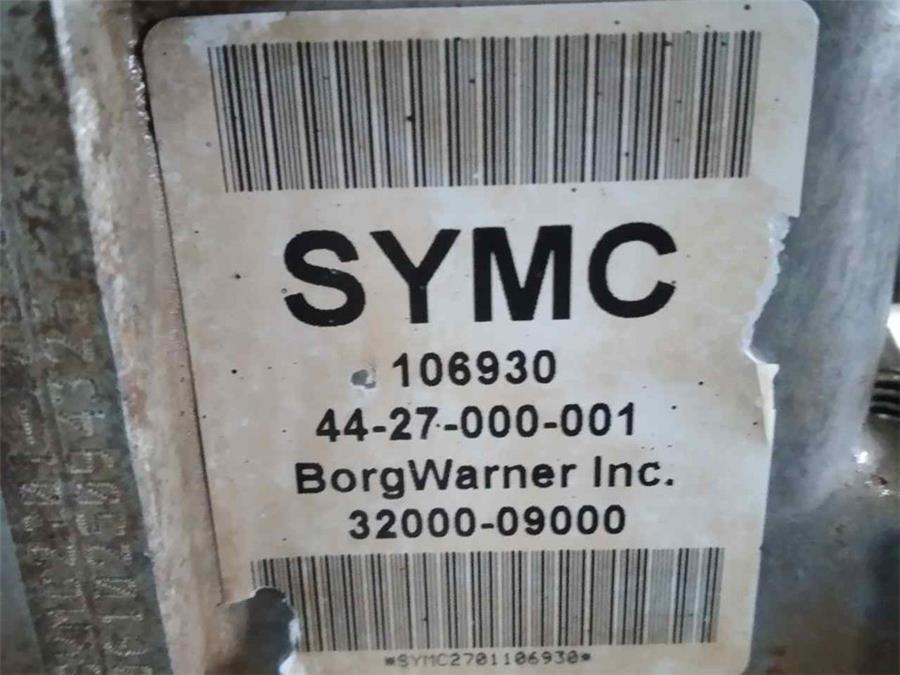 SYMC
106930
44-27-000-001
BorgWarner Inc.
32000-09000
*SYMC2701106930*